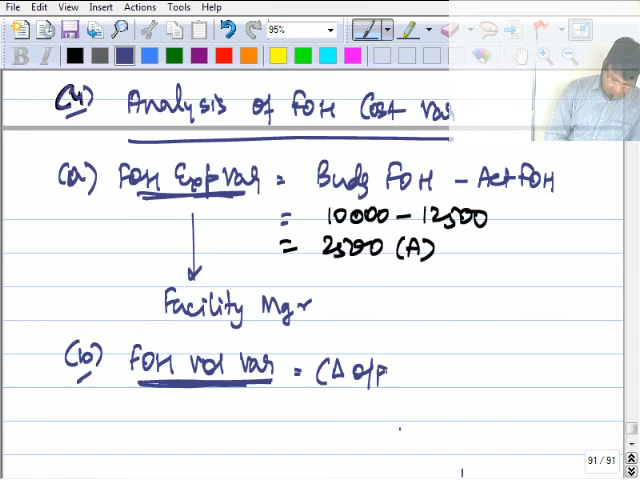 File Edit View Insert Actions Tools Help
95%
(4) Analysis of FOH Cost Var
(a) FOH Exp Var = Budg FOH - Act FOH
= 10000 - 12500
= 2500 (A)
Facility Mgr
(b) FOH vol var = (Δ o/p
91 / 91